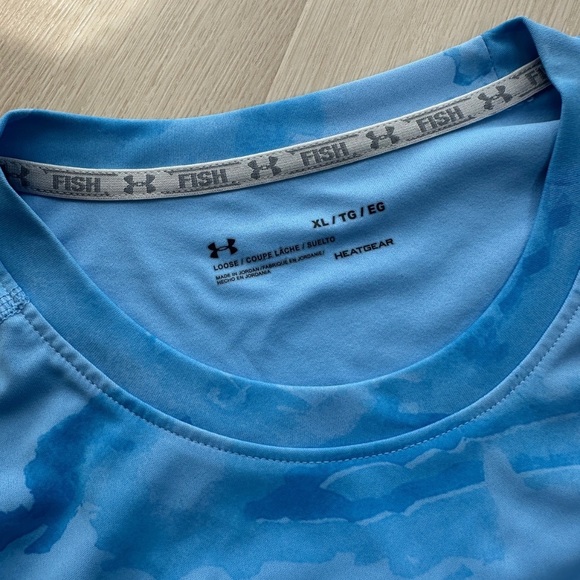 FISH FISH FISH FISH
XL / TG / EG
LOOSE / COUPE LÂCHE / SUELTO
HEATGEAR
MADE IN JORDAN / FABRIQUÉ EN JORDANIE /
HECHO EN JORDANIA